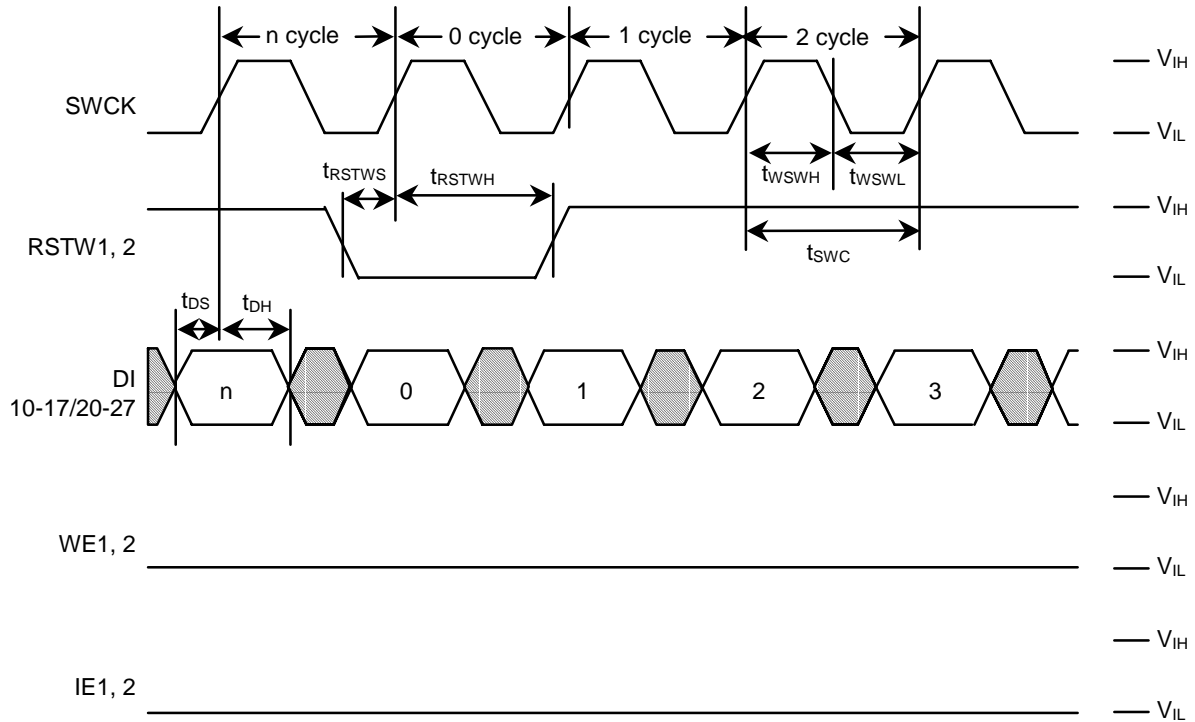 n cycle 0 cycle 1 cycle 2 cycle
SWCK
VIH
VIL
tRSTWS tRSTWH tWSWH tWSWL
RSTW1, 2
VIH
tSWC
VIL
tDS tDH
DI
10-17/20-27
n 0 1 2 3
VIH
VIL
WE1, 2
VIH
VIL
IE1, 2
VIH
VIL